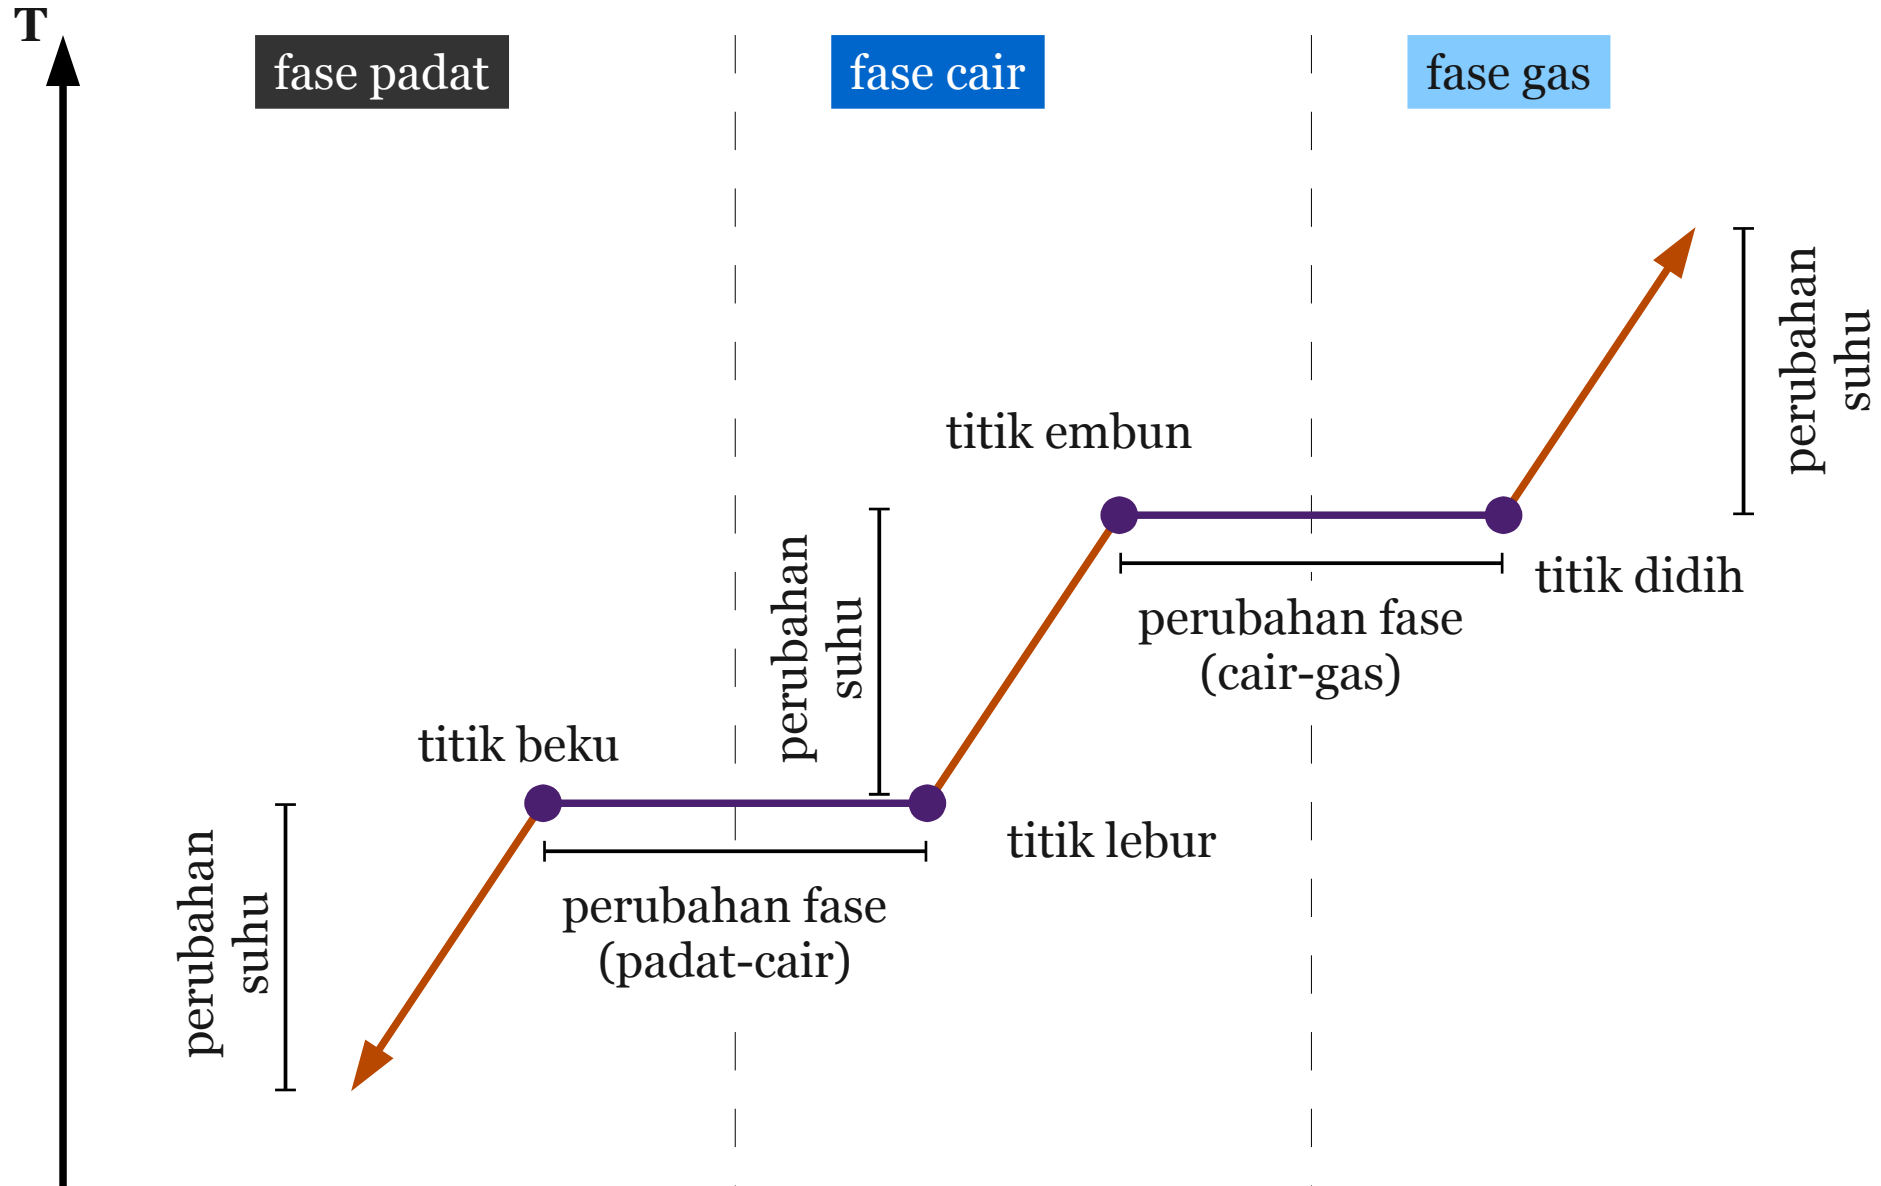 T
fase padat
fase cair
fase gas
perubahan
suhu
titik embun
perubahan
suhu
titik didih
perubahan fase
(cair-gas)
titik beku
titik lebur
perubahan
suhu
perubahan fase
(padat-cair)